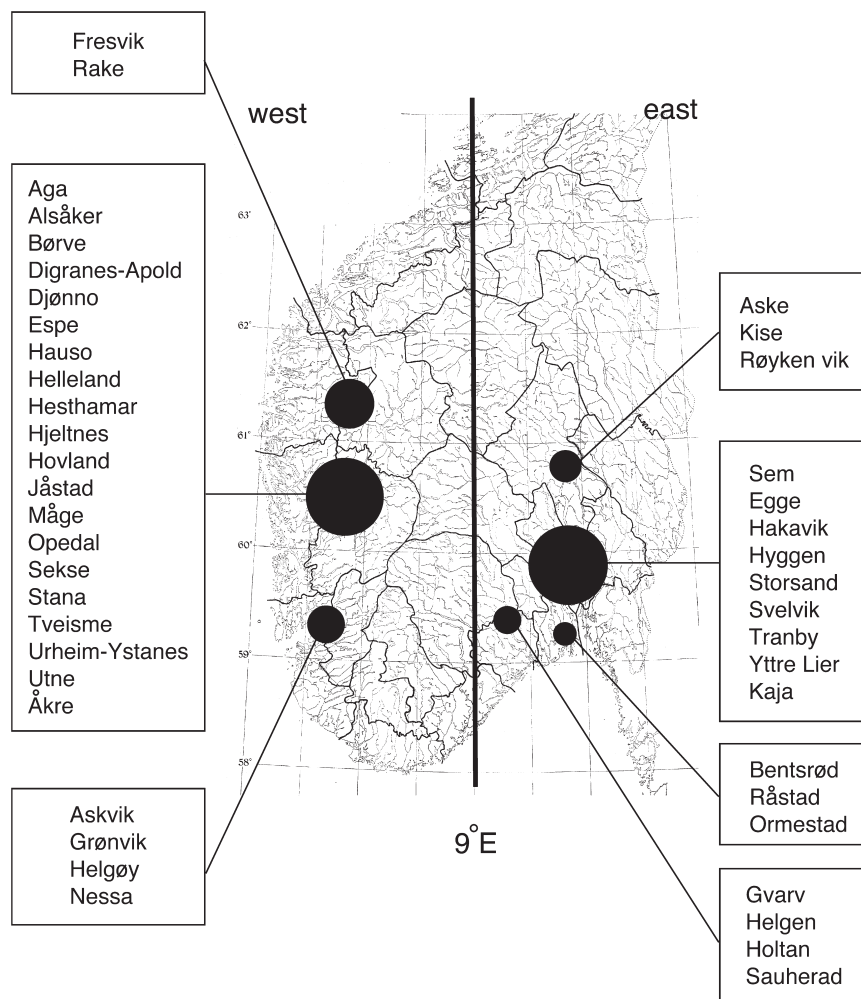 Fresvik
Rake
west
east
Aga
Alsåker
Børve
Digranes-Apold
Djønno
Espe
Hauso
Helleland
Hesthamar
Hjeltnes
Hovland
Jåstad
Måge
Opedal
Sekse
Stana
Tveisme
Urheim-Ystanes
Utne
Åkre
Askvik
Grønvik
Helgøy
Nessa
63°
62°
61°
60°
59°
58°
9°E
Aske
Kise
Røyken vik
Sem
Egge
Hakavik
Hyggen
Storsand
Svelvik
Tranby
Yttre Lier
Kaja
Bentsrød
Råstad
Ormestad
Gvarv
Helgen
Holtan
Sauherad